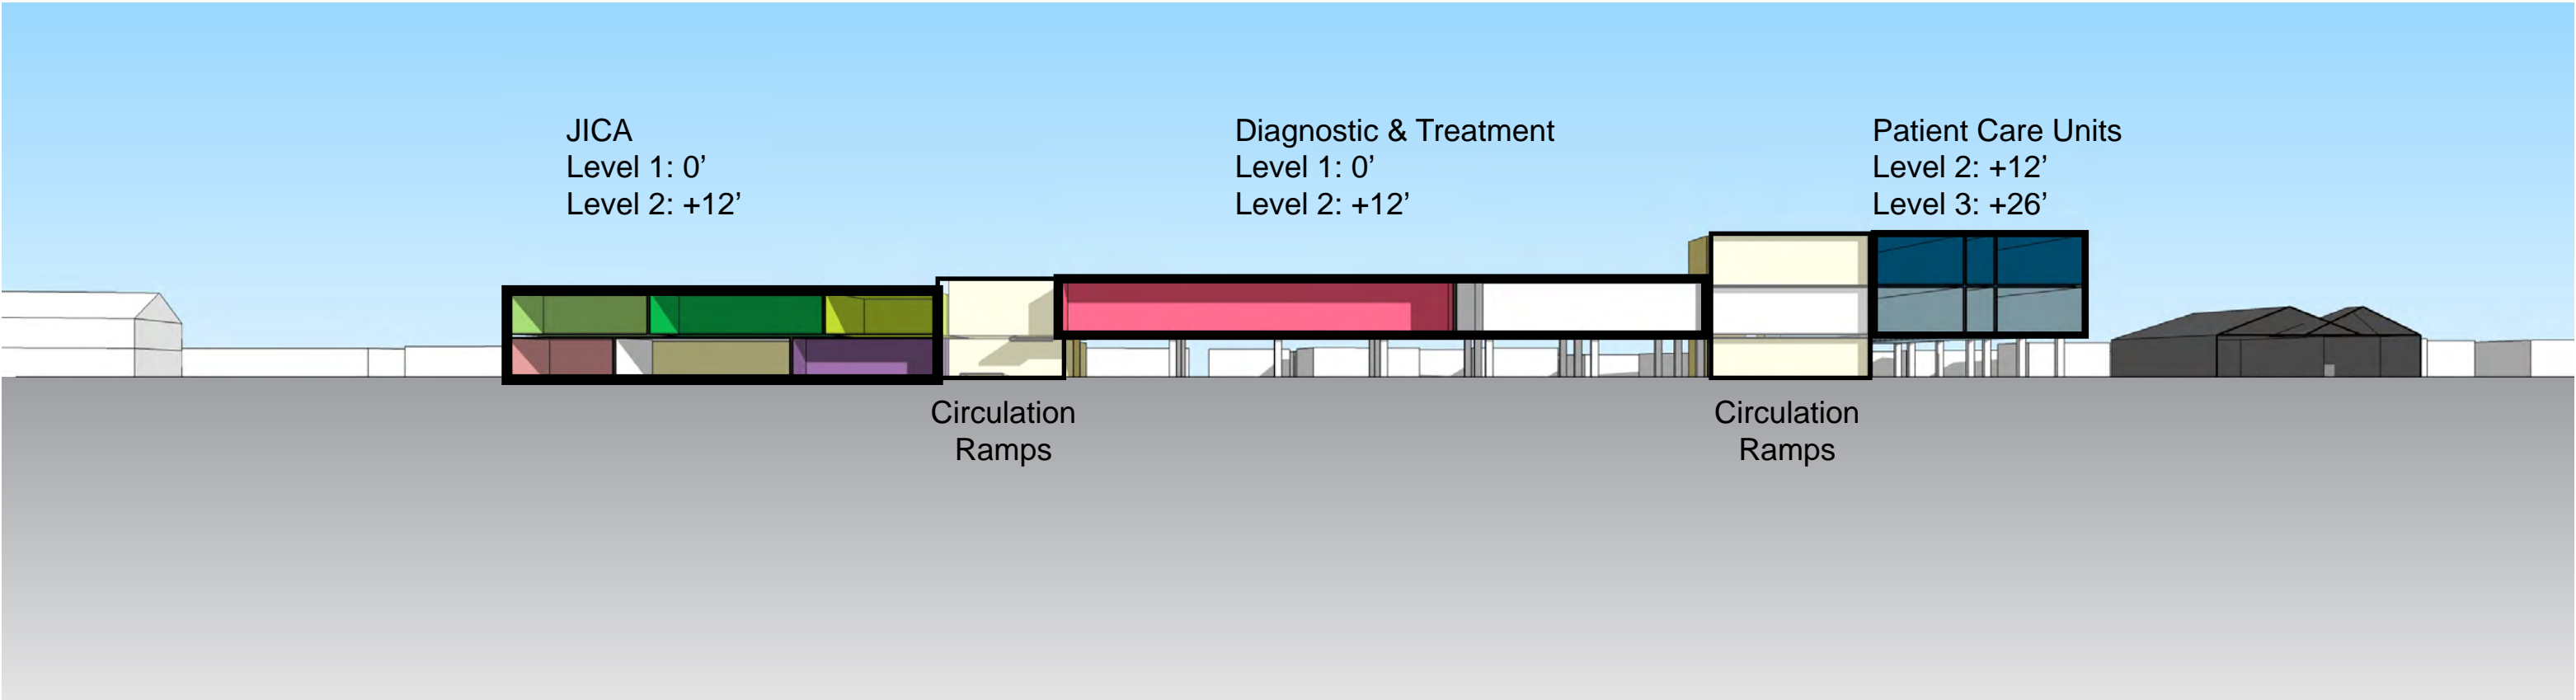 JICA
Level 1: 0’
Level 2: +12’
Diagnostic & Treatment
Level 1: 0’
Level 2: +12’
Patient Care Units
Level 2: +12’
Level 3: +26’
Circulation
Ramps
Circulation
Ramps